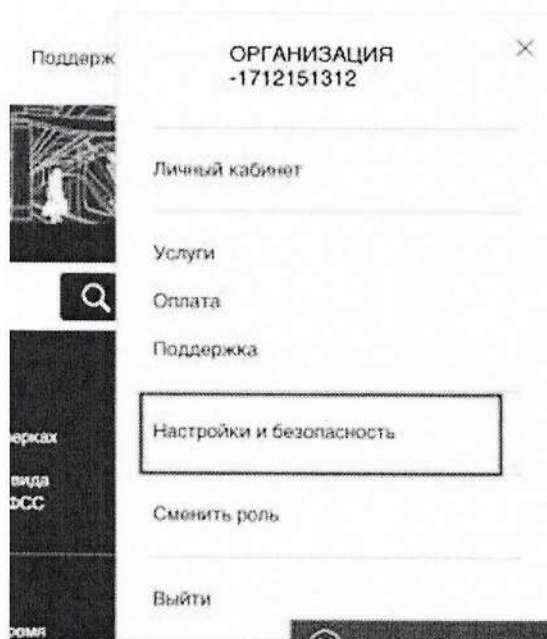 Поддерж
ОРГАНИЗАЦИЯ
-1712151312
Личный кабинет
Услуги
Оплата
Поддержка
Настройки и безопасность
ерках
вида
ФСС
Сменить роль
Выйти
ромя